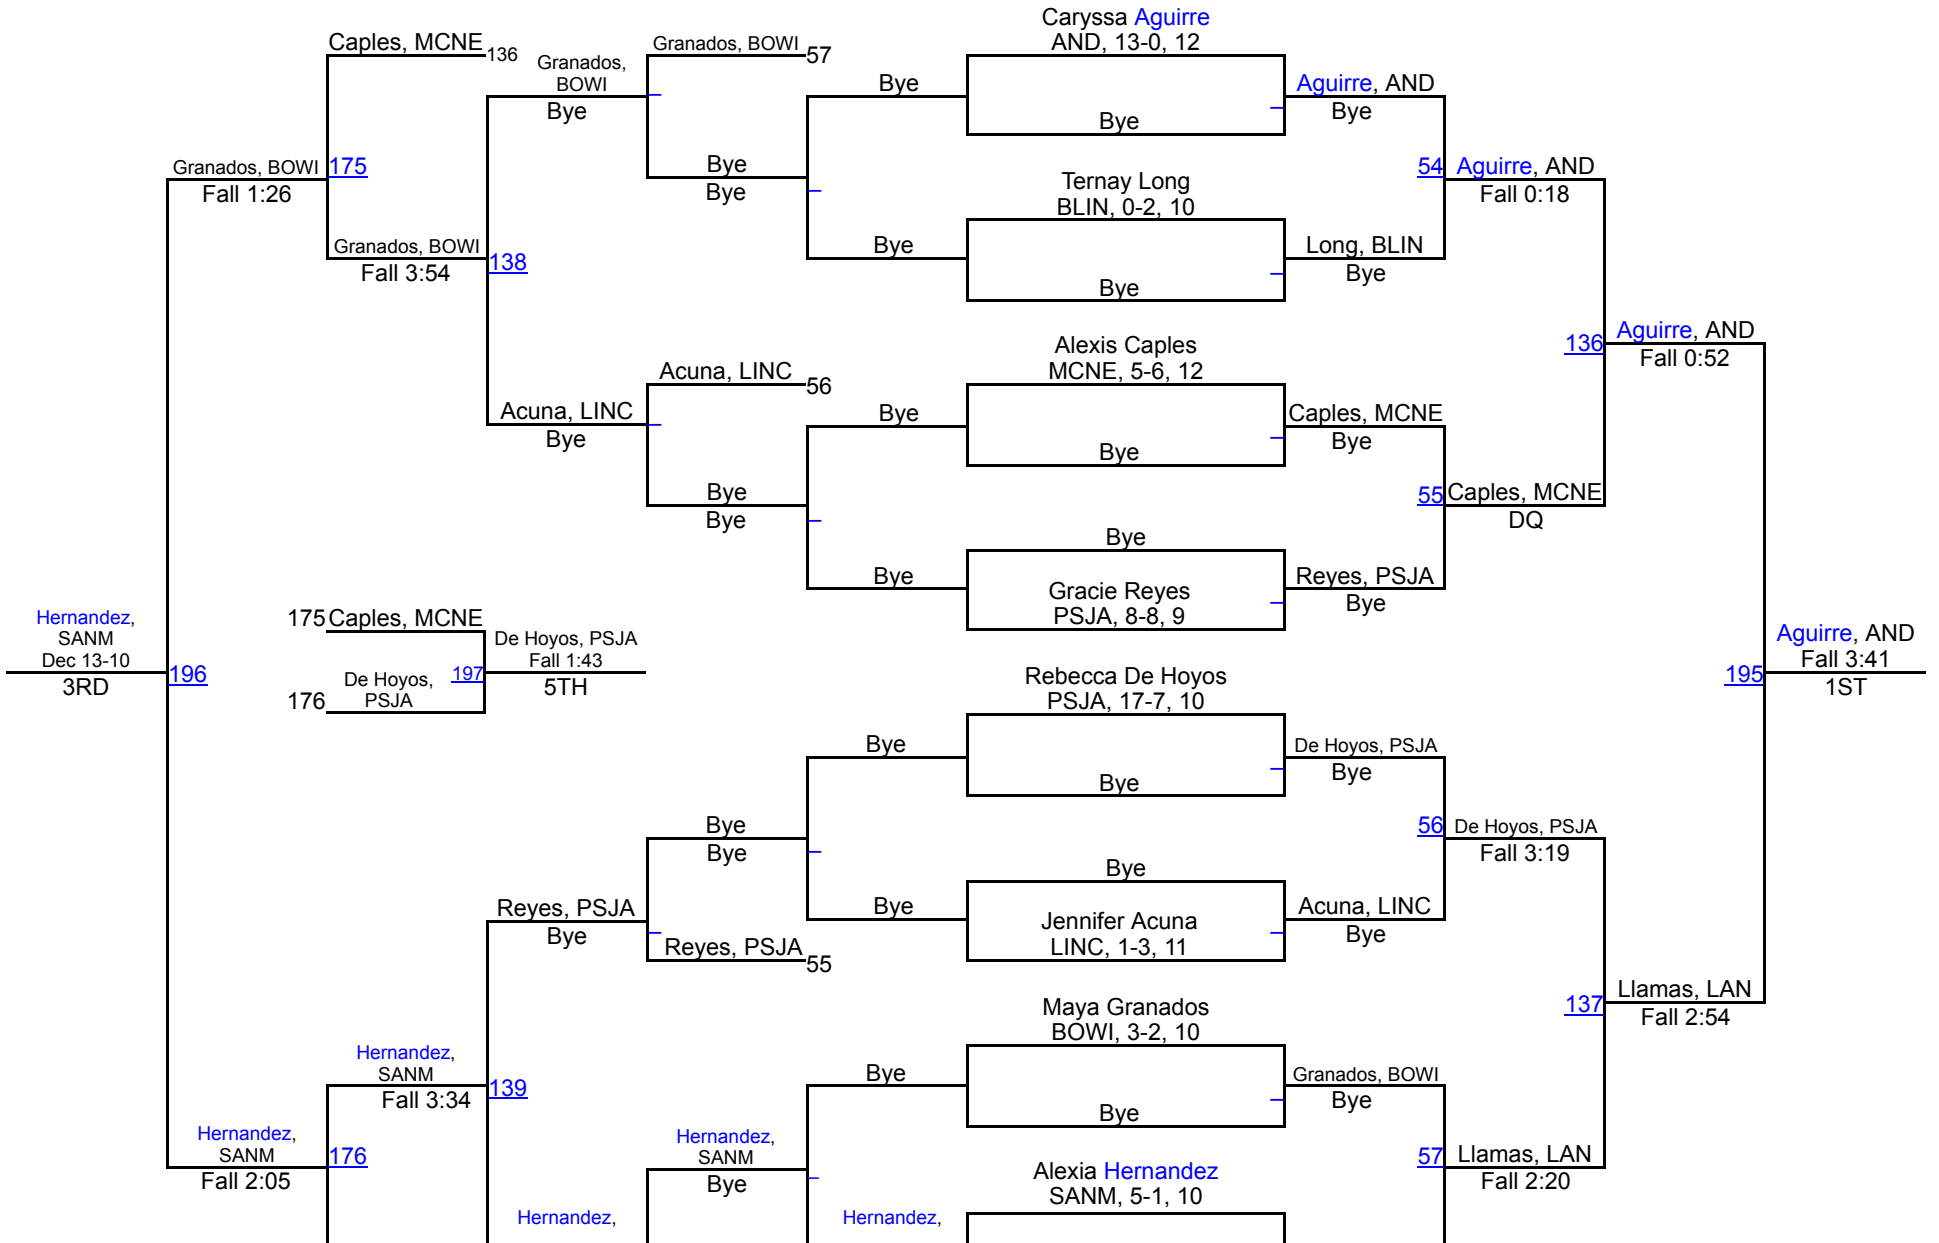 Caryssa Aguirre
AND, 13-0, 12
Caples, MCNE 136
Granados, BOWI 57
Granados,
BOWI
Bye
Bye
Aguirre, AND
Bye
Bye
Granados, BOWI 175
Fall 1:26
Bye
Bye
54 Aguirre, AND
Fall 0:18
Ternay Long
BLIN, 0-2, 10
Granados, BOWI
Fall 3:54
138
Bye
Long, BLIN
Bye
Bye
Alexis Caples
MCNE, 5-6, 12
136 Aguirre, AND
Fall 0:52
Acuna, LINC 56
Acuna, LINC
Bye
Bye
Caples, MCNE
Bye
Bye
Bye
Bye
55 Caples, MCNE
DQ
Bye
Bye
Gracie Reyes
PSJA, 8-8, 9
Reyes, PSJA
Bye
Hernandez,
SANM
Dec 13-10
3RD
196
175 Caples, MCNE
De Hoyos, PSJA
Fall 1:43
5TH
197
De Hoyos,
PSJA
176
Aguirre, AND
Fall 3:41
1ST
195
Rebecca De Hoyos
PSJA, 17-7, 10
Bye
De Hoyos, PSJA
Bye
Bye
Bye
Bye
56 De Hoyos, PSJA
Fall 3:19
Bye
Reyes, PSJA
Bye
Bye
Jennifer Acuna
LINC, 1-3, 11
Acuna, LINC
Bye
Reyes, PSJA 55
Maya Granados
BOWI, 3-2, 10
137 Llamas, LAN
Fall 2:54
Hernandez,
SANM
Fall 3:34
139
Bye
Granados, BOWI
Bye
Bye
Hernandez,
SANM
Fall 2:05
176
Hernandez,
SANM
Bye
57 Llamas, LAN
Fall 2:20
Alexia Hernandez
SANM, 5-1, 10
Hernandez,
Hernandez,